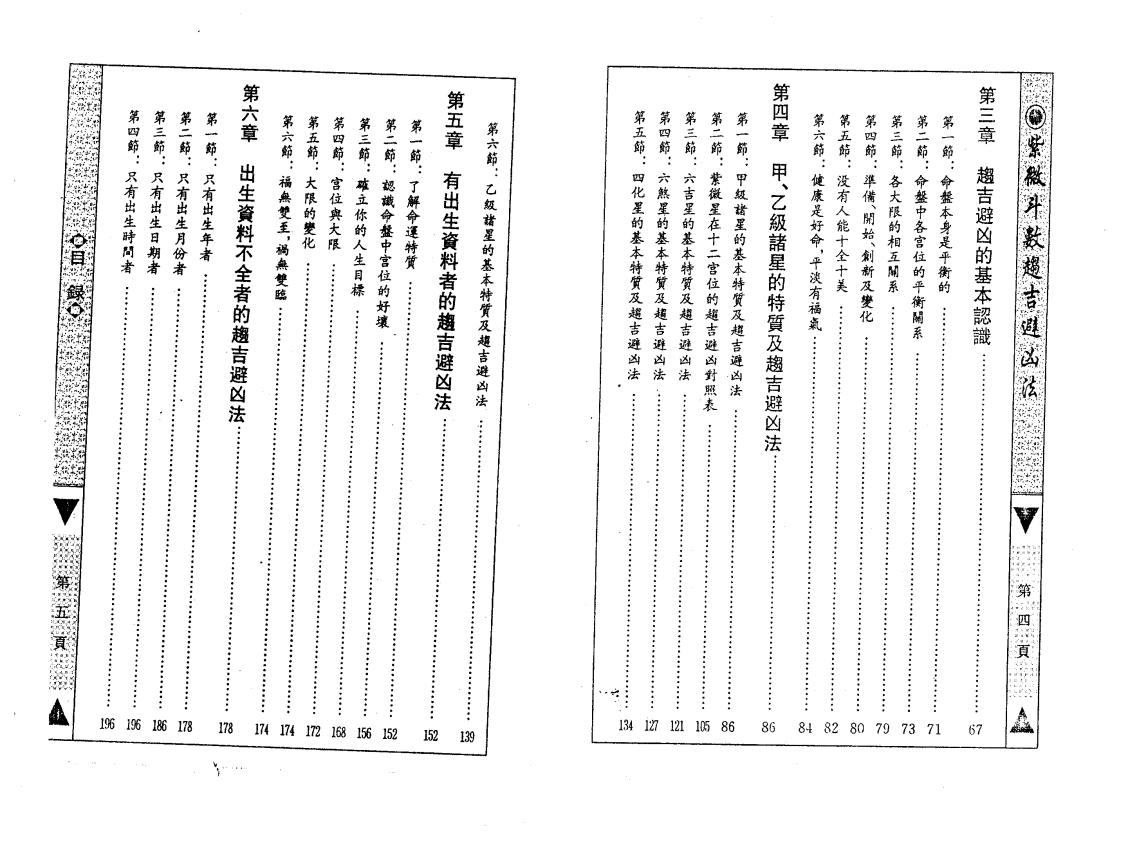 紫微斗數趨吉避凶法
第四頁
第三章 趨吉避凶的基本認識……67
第一節：命盤本身是平衡的……71
第二節：命盤中各宮位的平衡關系……73
第三節：各大限的相互關系……79
第四節：準備、開始、創新及變化……80
第五節：没有人能十全十美……82
第六節：健康是好命，平淡有福氣……84
第四章 甲、乙級諸星的特質及趨吉避凶法……86
第一節：甲級諸星的基本特質及趨吉避凶法……86
第二節：紫微星在十二宮位的趨吉避凶對照表……105
第三節：六吉星的基本特質及趨吉避凶法……121
第四節：六煞星的基本特質及趨吉避凶法……127
第五節：四化星的基本特質及趨吉避凶法……134
第六節：乙級諸星的基本特質及趨吉避凶法……139
第五章 有出生資料者的趨吉避凶法……152
第一節：了解命運特質……152
第二節：認識命盤中宮位的好壞……156
第三節：確立你的人生目標……168
第四節：宮位與大限……172
第五節：大限的變化……174
第六節：福無雙至，禍無雙臨……174
第六章 出生資料不全者的趨吉避凶法……178
第一節：只有出生年者……178
第二節：只有出生月份者……186
第三節：只有出生日期者……196
第四節：只有出生時間者……196
目錄
第五頁